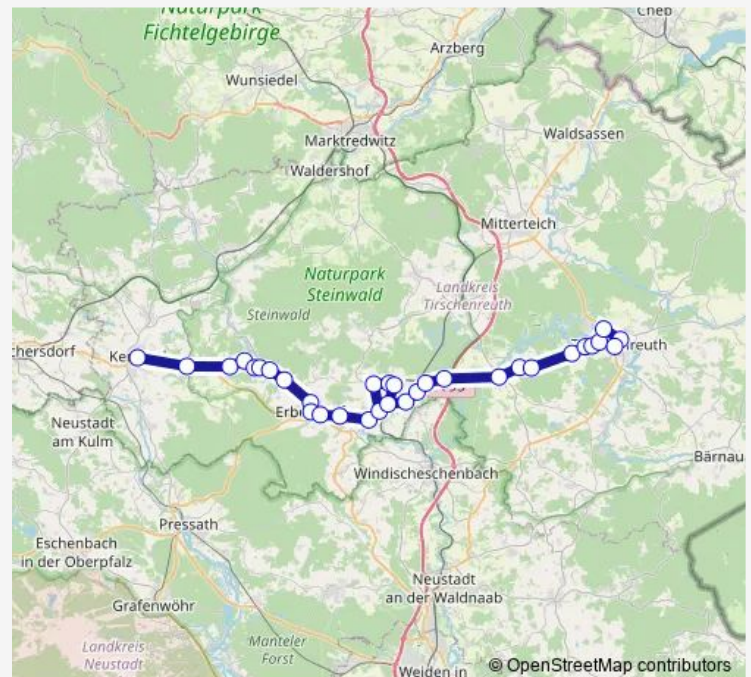 Naturpark
Fichtelgebirge
Cheb
Arzberg
Wunsiedel
Marktredwitz
Waldsassen
Waldershof
Mitterteich
Naturpark
Steinwald
Landkreis
Tirschenreuth
Steinwald
chersdorf
Ke
reuth
Neustadt
am Kulm
Erb
Windischeschenbach
Bärnau
Pressath
Eschenbach
in der Oberpfalz
Neustadt
an der Waldnaab
Grafenwöhr
Landkreis
Neustadt
Manteler
Forst
Weiden in
© OpenStreetMap contributors